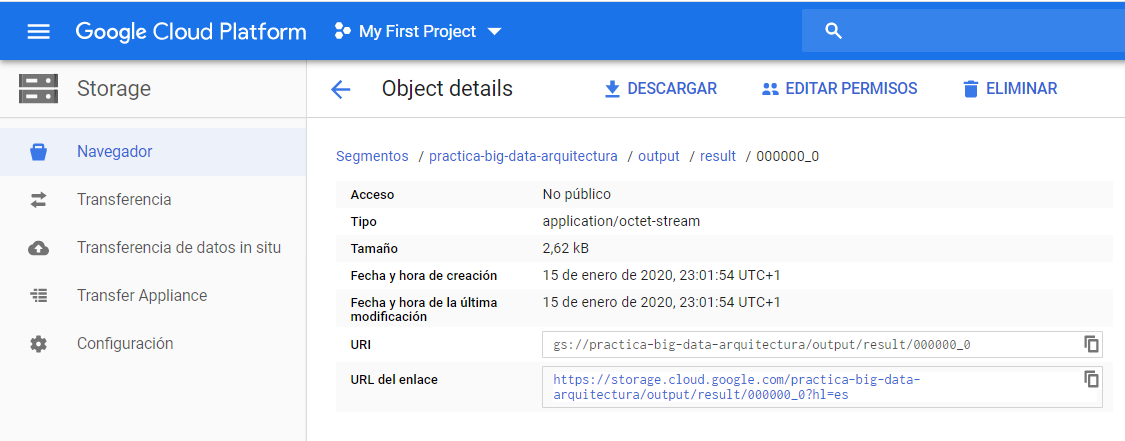 Google Cloud Platform My First Project
Storage Object details DESCARGAR EDITAR PERMISOS ELIMINAR
Navegador
Transferencia
Transferencia de datos in situ
Transfer Appliance
Configuración
Segmentos / practica-big-data-arquitectura / output / result / 000000_0
Acceso No público
Tipo application/octet-stream
Tamaño 2,62 kB
Fecha y hora de creación 15 de enero de 2020, 23:01:54 UTC+1
Fecha y hora de la última 15 de enero de 2020, 23:01:54 UTC+1
modificación
URI gs://practica-big-data-arquitectura/output/result/000000_0
URL del enlace https://storage.cloud.google.com/practica-big-data-
arquitectura/output/result/000000_0?hl=es